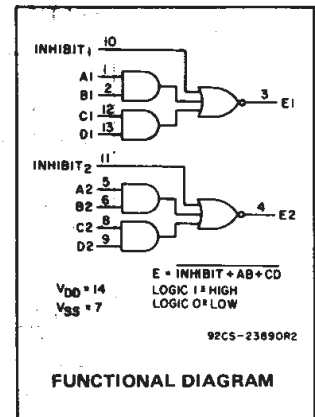 INHIBIT1 10
A1 1
B1 2
3 E1
C1 12
D1 13
INHIBIT2 11
A2 5
B2 6
4 E2
C2 8
D2 9
E = INHIBIT + AB + CD
VDD = 14
LOGIC 1 = HIGH
VSS = 7
LOGIC 0 = LOW
92CS-23890R2
FUNCTIONAL DIAGRAM